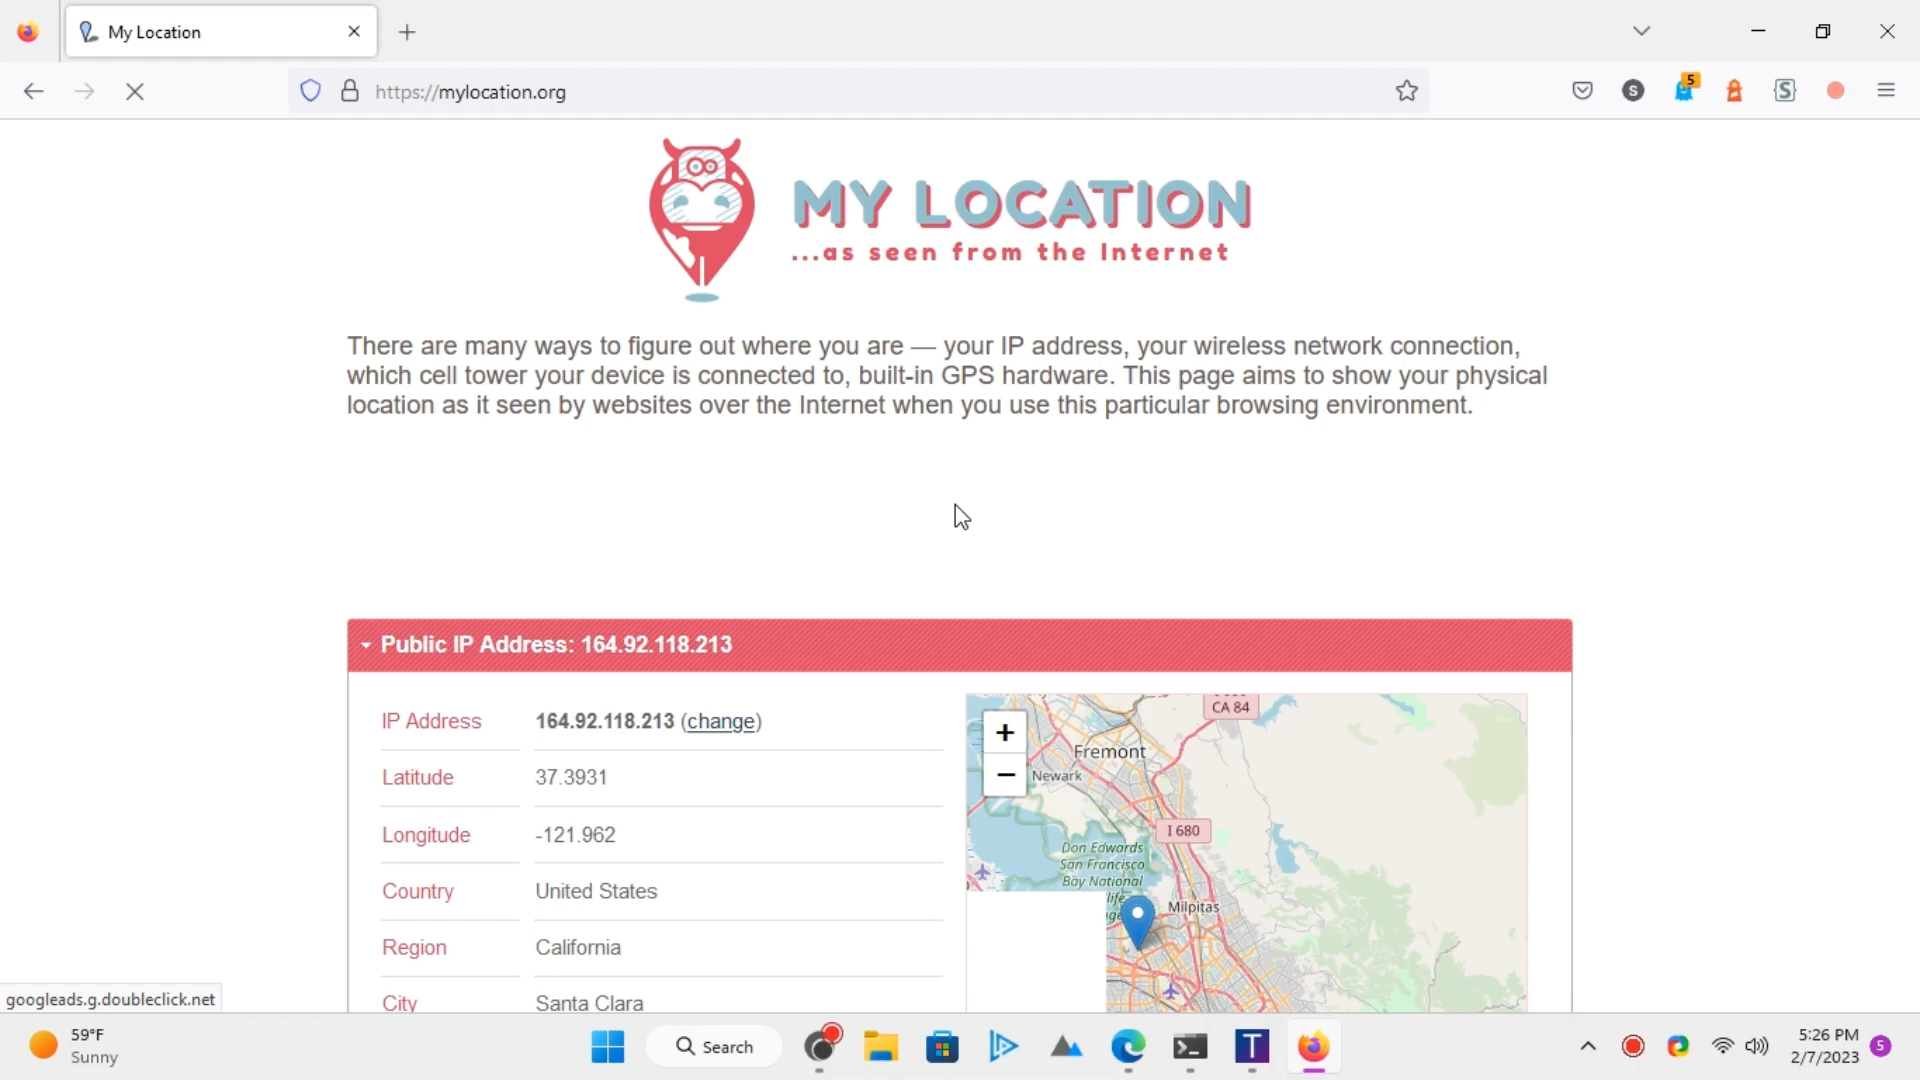 My Location
https://mylocation.org
5
S
S
MY LOCATION
...as seen from the Internet
There are many ways to figure out where you are — your IP address, your wireless network connection,
which cell tower your device is connected to, built-in GPS hardware. This page aims to show your physical
location as it seen by websites over the Internet when you use this particular browsing environment.
Public IP Address: 164.92.118.213
IP Address 164.92.118.213 (change)
Latitude 37.3931
Longitude -121.962
Country United States
Region California
City Santa Clara
+
−
CA 84
Fremont
Newark
I 680
Don Edwards
San Francisco
Bay National
Milpitas
googleads.g.doubleclick.net
59°F
Sunny
Search
T
5:26 PM
2/7/2023
5